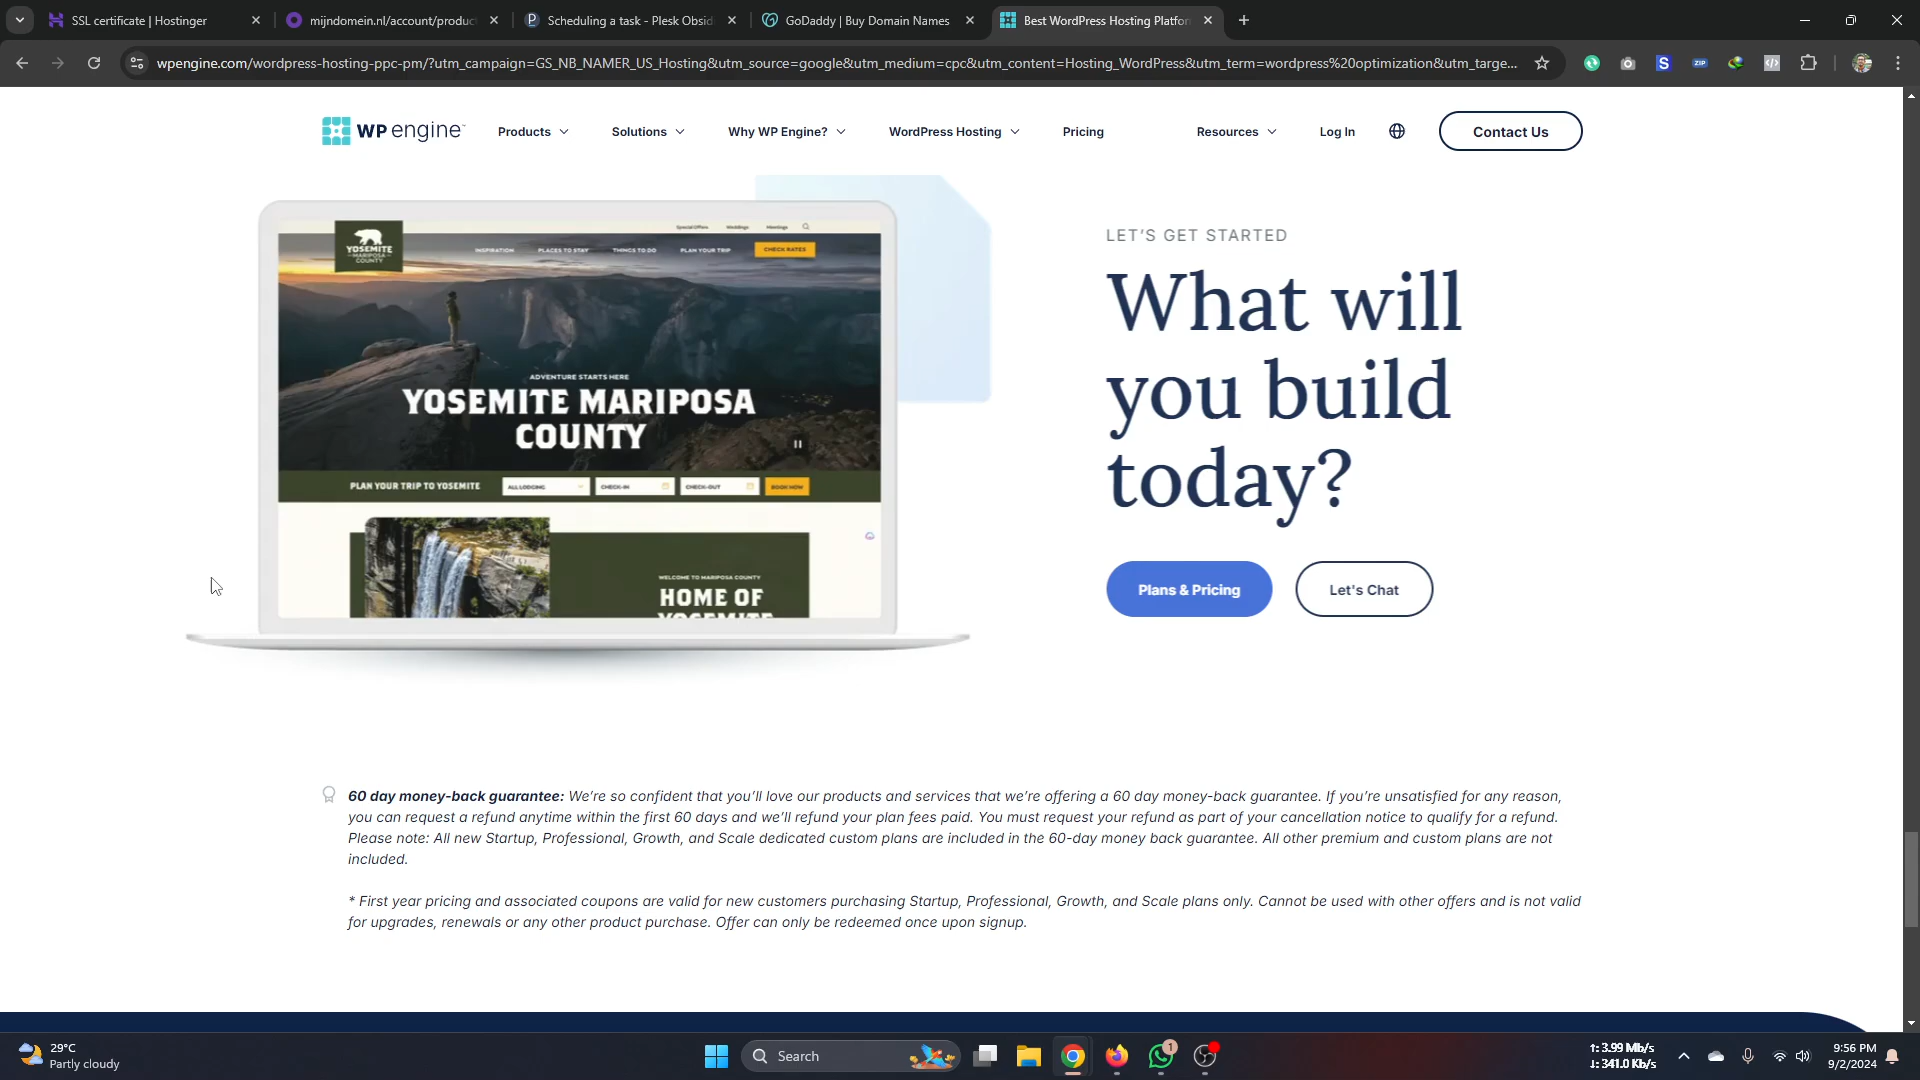 SSL certificate | Hostinger
mijndomein.nl/account/produc
Scheduling a task - Plesk Obsid
GoDaddy | Buy Domain Names
Best WordPress Hosting Platfor
wpengine.com/wordpress-hosting-ppc-pm/?utm_campaign=GS_NB_NAMER_US_Hosting&utm_source=google&utm_medium=cpc&utm_content=Hosting_WordPress&utm_term=wordpress%20optimization&utm_targe...
WP engine
Products
Solutions
Why WP Engine?
WordPress Hosting
Pricing
Resources
Log In
Contact Us
Special Offers
Weddings
Meetings
YOSEMITE
MARIPOSA
COUNTY
INSPIRATION
PLACES TO STAY
THINGS TO DO
PLAN YOUR TRIP
CHECK RATES
ADVENTURE STARTS HERE
YOSEMITE MARIPOSA
COUNTY
PLAN YOUR TRIP TO YOSEMITE
ALL LODGING
CHECK-IN
CHECK-OUT
BOOK NOW
WELCOME TO MARIPOSA COUNTY
HOME OF
YOSEMITE
LET'S GET STARTED
What will
you build
today?
Plans & Pricing
Let's Chat
60 day money-back guarantee: We're so confident that you'll love our products and services that we're offering a 60 day money-back guarantee. If you're unsatisfied for any reason,
you can request a refund anytime within the first 60 days and we'll refund your plan fees paid. You must request your refund as part of your cancellation notice to qualify for a refund.
Please note: All new Startup, Professional, Growth, and Scale dedicated custom plans are included in the 60-day money back guarantee. All other premium and custom plans are not
included.
* First year pricing and associated coupons are valid for new customers purchasing Startup, Professional, Growth, and Scale plans only. Cannot be used with other offers and is not valid
for upgrades, renewals or any other product purchase. Offer can only be redeemed once upon signup.
29°C
Partly cloudy
Search
1
↑: 3.99 Mb/s
↓: 341.0 Kb/s
9:56 PM
9/2/2024